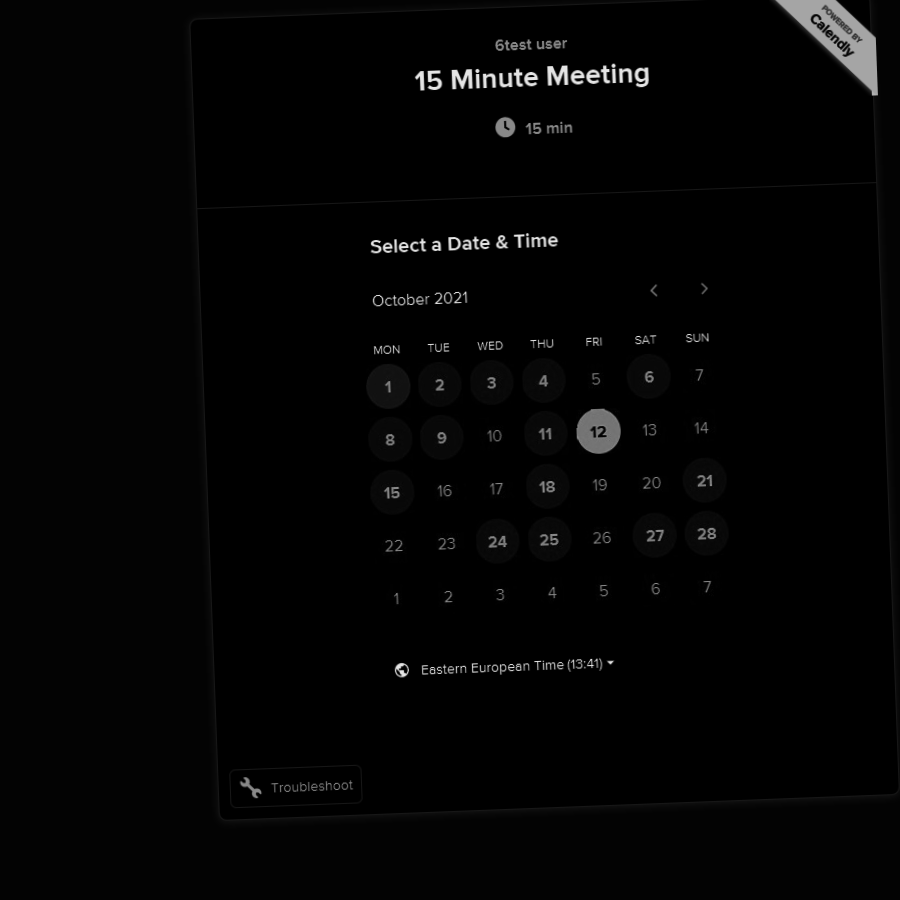 POWERED BY
Calendly
6test user
15 Minute Meeting
15 min
Select a Date & Time
October 2021
MON TUE WED THU FRI SAT SUN
1 2 3 4 5 6 7
8 9 10 11 12 13 14
15 16 17 18 19 20 21
22 23 24 25 26 27 28
1 2 3 4 5 6 7
Eastern European Time (13:41)
Troubleshoot